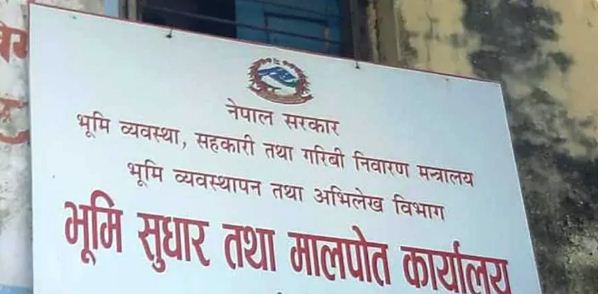 नेपाल सरकार
भूमि व्यवस्था, सहकारी तथा गरिबी निवारण मन्त्रालय
भूमि व्यवस्थापन तथा अभिलेख विभाग
भूमि सुधार तथा मालपोत कार्यालय